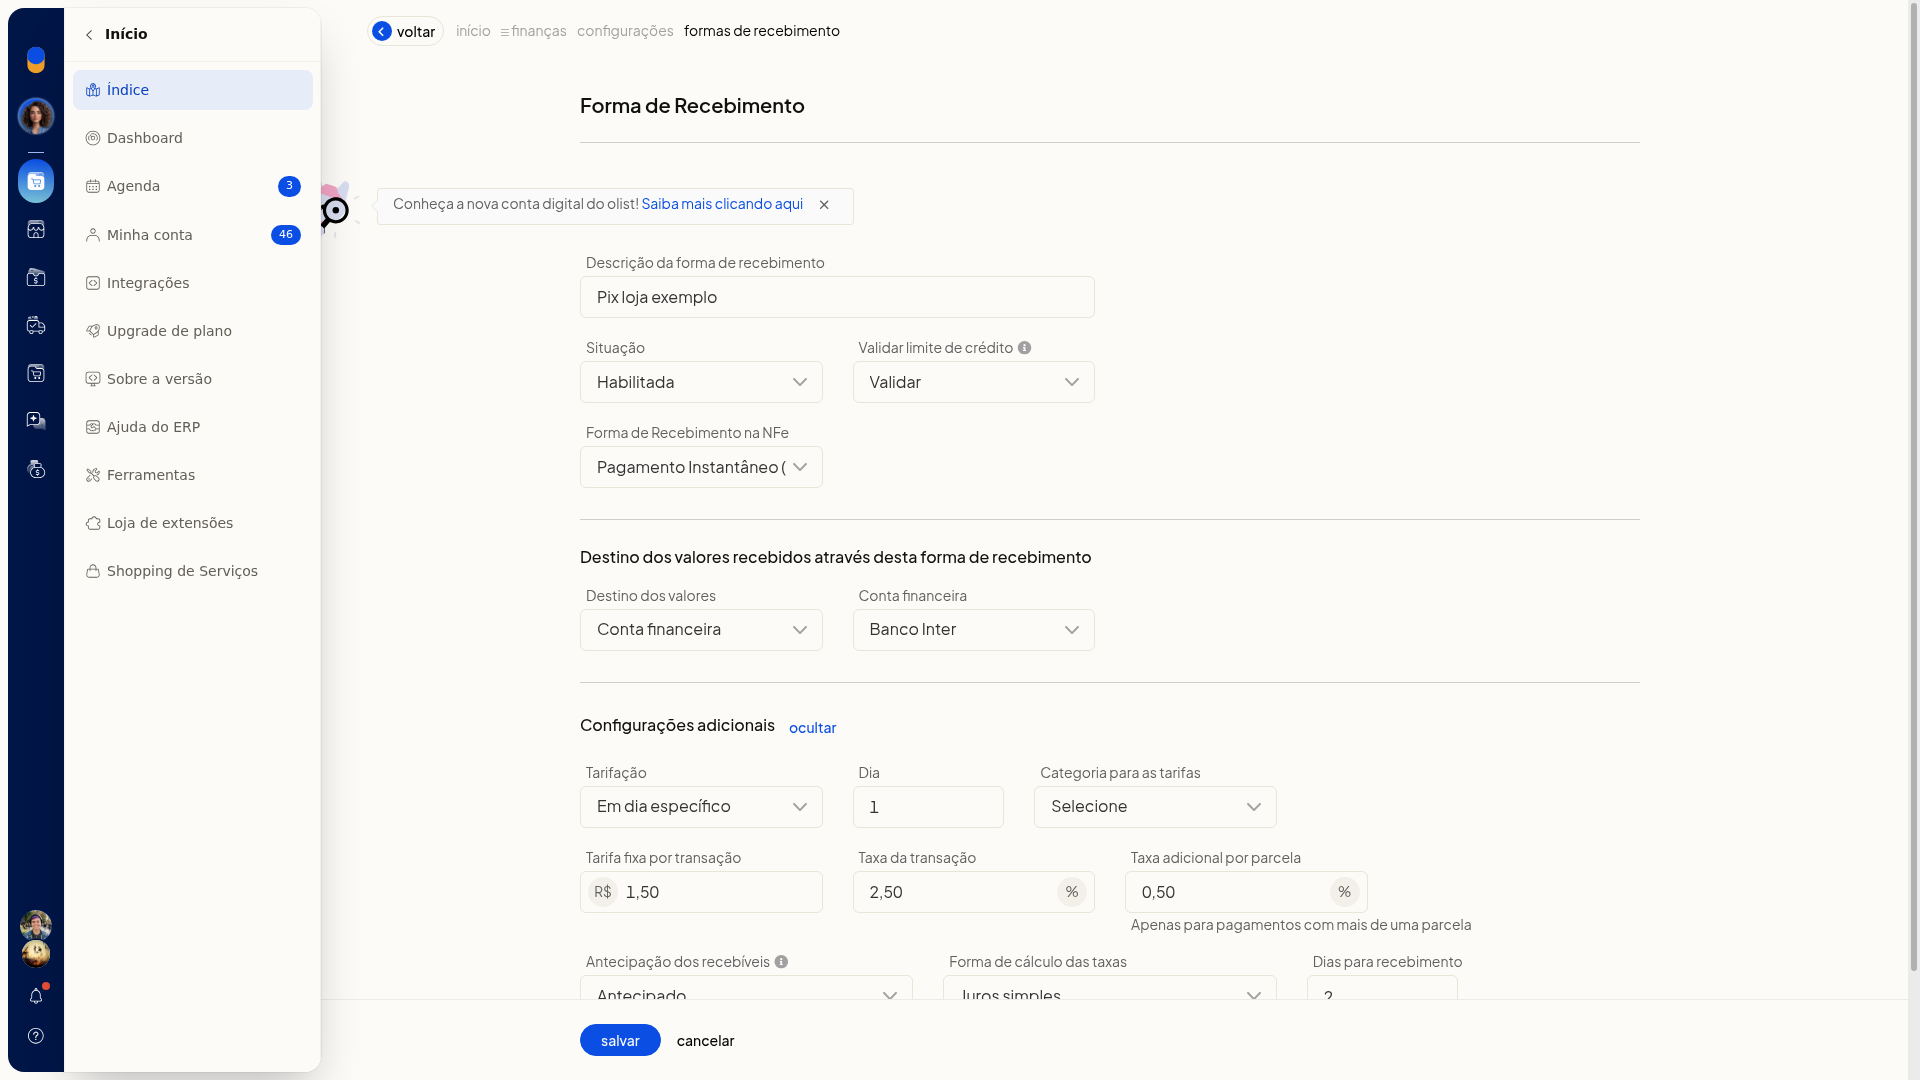 Início
Índice
Dashboard
Agenda
3
Minha conta
46
Integrações
Upgrade de plano
Sobre a versão
Ajuda do ERP
Ferramentas
Loja de extensões
Shopping de Serviços
voltar início finanças configurações formas de recebimento
Forma de Recebimento
Conheça a nova conta digital do olist! Saiba mais clicando aqui
Descrição da forma de recebimento
Pix loja exemplo
Situação Validar limite de crédito
Habilitada Validar
Forma de Recebimento na NFe
Pagamento Instantâneo (
Destino dos valores recebidos através desta forma de recebimento
Destino dos valores Conta financeira
Conta financeira Banco Inter
Configurações adicionais ocultar
Tarifação Dia Categoria para as tarifas
Em dia específico 1 Selecione
Tarifa fixa por transação Taxa da transação Taxa adicional por parcela
R$ 1,50 2,50 % 0,50 %
Apenas para pagamentos com mais de uma parcela
Antecipação dos recebíveis Forma de cálculo das taxas Dias para recebimento
Antecipado Juros simples 2
salvar cancelar